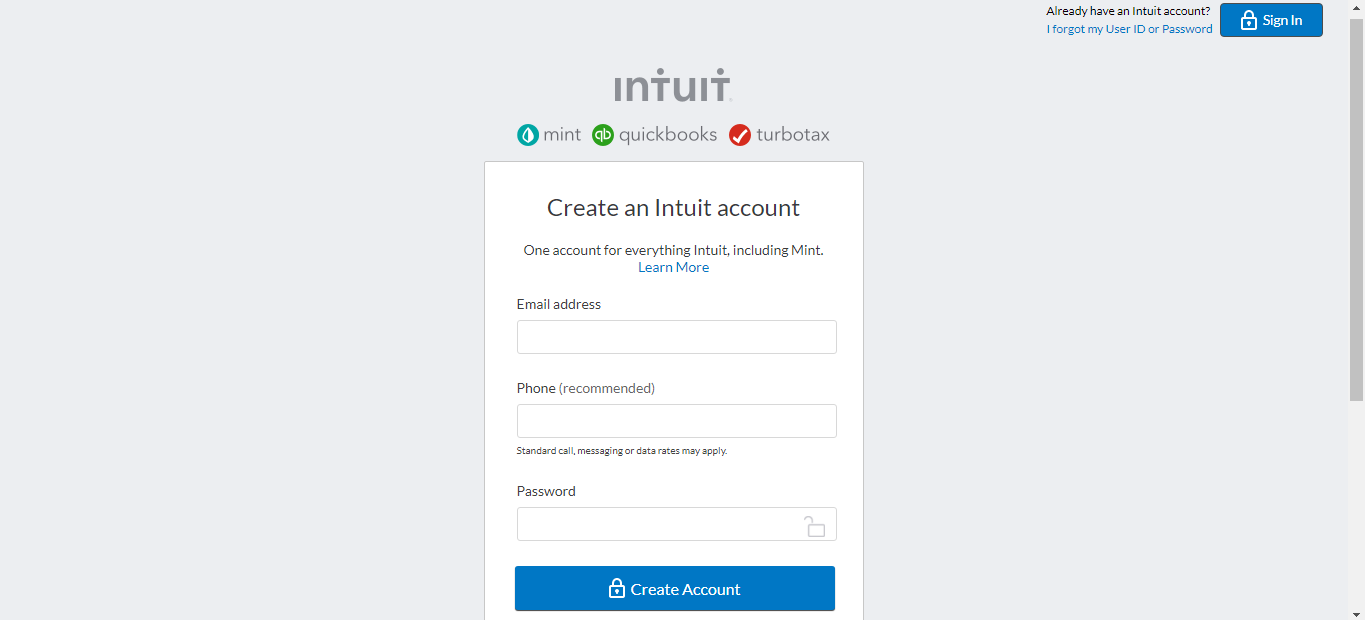 Already have an Intuit account?
I forgot my User ID or Password
Sign In
intuit
mint quickbooks turbotax
Create an Intuit account
One account for everything Intuit, including Mint.
Learn More
Email address
Phone (recommended)
Standard call, messaging or data rates may apply.
Password
Create Account